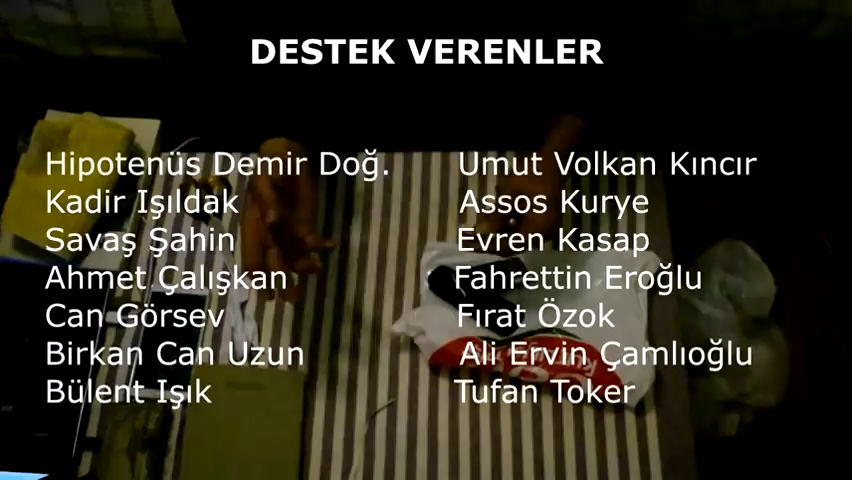 DESTEK VERENLER
Hipotenüs Demir Doğ.
Kadir Işıldak
Savaş Şahin
Ahmet Çalışkan
Can Görsev
Birkan Can Uzun
Bülent Işık
Umut Volkan Kıncır
Assos Kurye
Evren Kasap
Fahrettin Eroğlu
Fırat Özok
Ali Ervin Çamlıoğlu
Tufan Toker